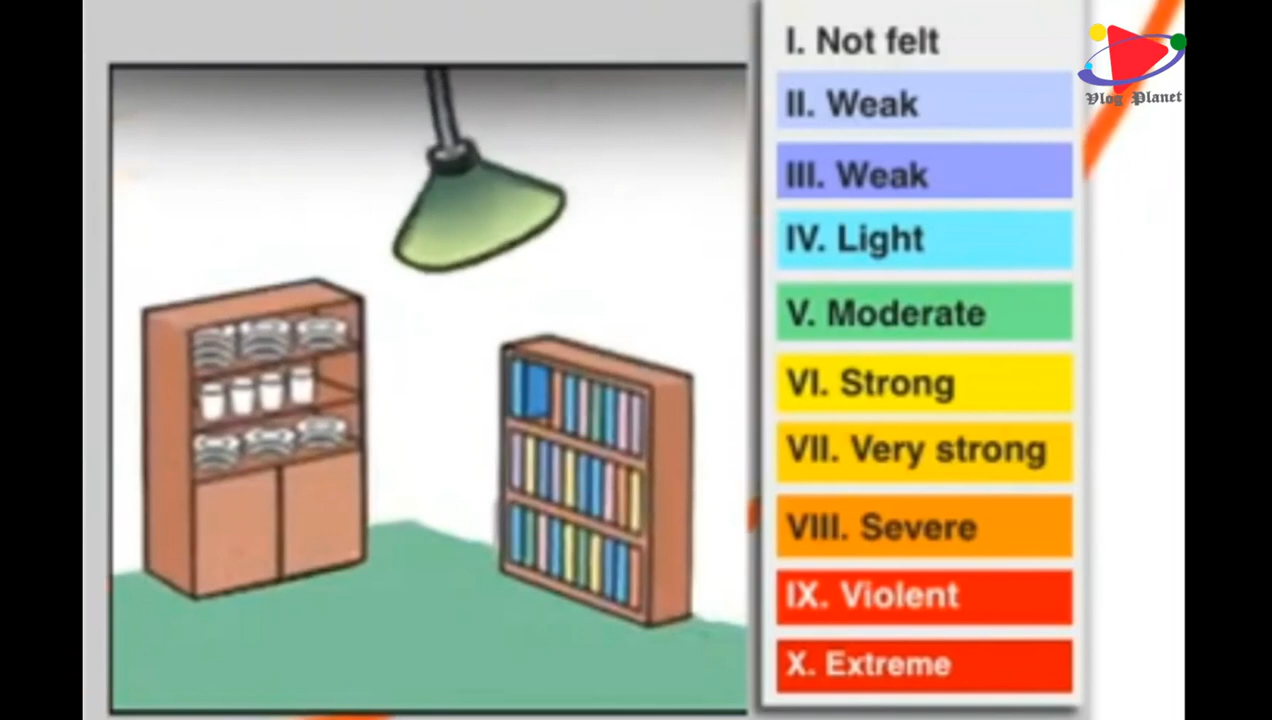 I. Not felt
II. Weak
III. Weak
IV. Light
V. Moderate
VI. Strong
VII. Very strong
VIII. Severe
IX. Violent
X. Extreme
Vlog Planet